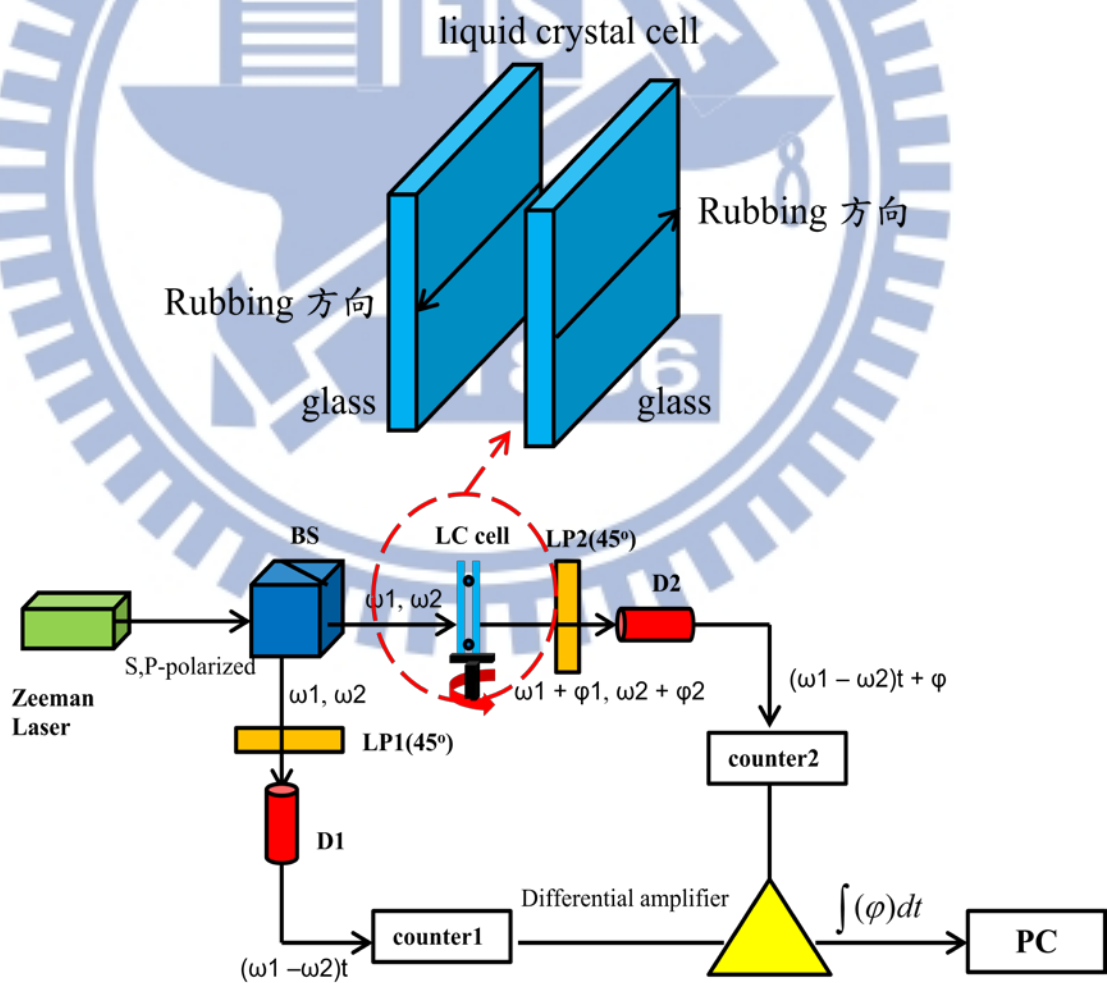 liquid crystal cell
Rubbing 方向
Rubbing 方向
glass
glass
BS
LC cell
LP2(45°)
D2
ω1, ω2
S,P-polarized
Zeeman
Laser
ω1, ω2
ω1 + φ1, ω2 + φ2
(ω1 – ω2)t + φ
LP1(45°)
counter2
D1
Differential amplifier
∫(φ)dt
counter1
PC
(ω1 –ω2)t